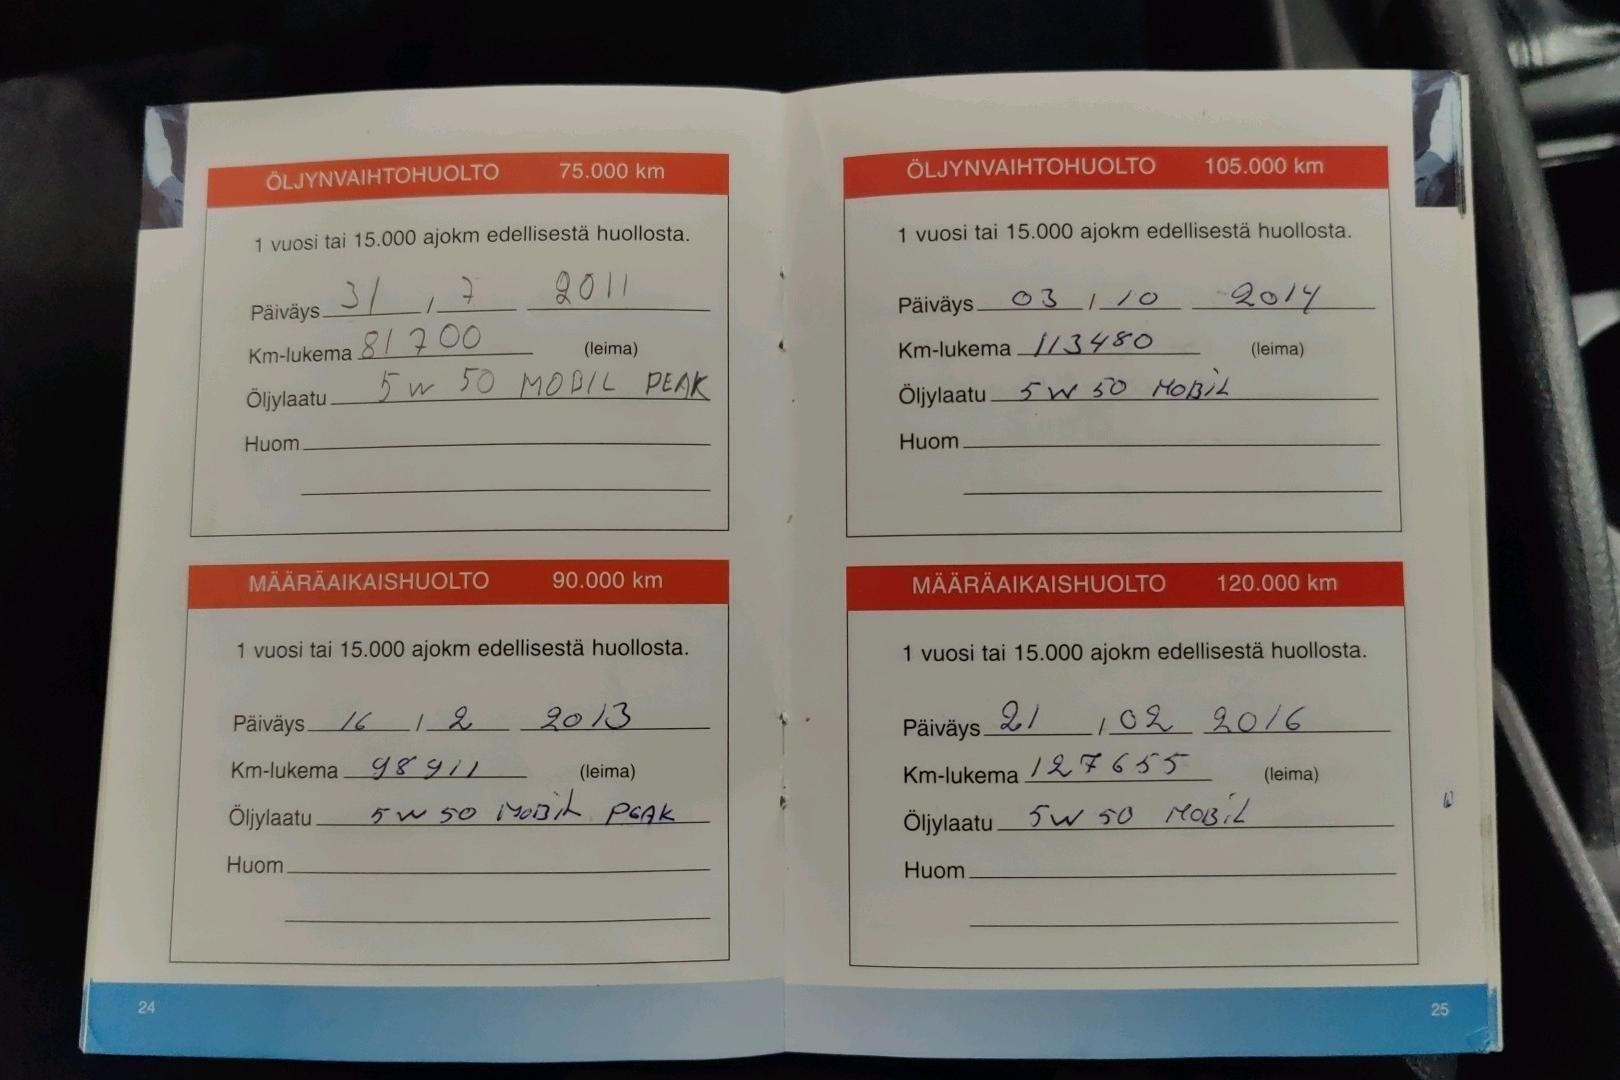 ÖLJYNVAIHTOHUOLTO 75.000 km
1 vuosi tai 15.000 ajokm edellisestä huollosta.
Päiväys 31 / 7 2011
Km-lukema 81700 (leima)
Öljylaatu 5W 50 MOBIL PEAK
Huom
MÄÄRÄAIKAISHUOLTO 90.000 km
1 vuosi tai 15.000 ajokm edellisestä huollosta.
Päiväys 16 / 2 2013
Km-lukema 98911 (leima)
Öljylaatu 5W 50 MOBIL PEAK
Huom
24
ÖLJYNVAIHTOHUOLTO 105.000 km
1 vuosi tai 15.000 ajokm edellisestä huollosta.
Päiväys 03 / 10 2014
Km-lukema 113480 (leima)
Öljylaatu 5W 50 MOBiL
Huom
MÄÄRÄAIKAISHUOLTO 120.000 km
1 vuosi tai 15.000 ajokm edellisestä huollosta.
Päiväys 21 / 02 2016
Km-lukema 127655 (leima)
Öljylaatu 5W 50 MOBiL
Huom
25